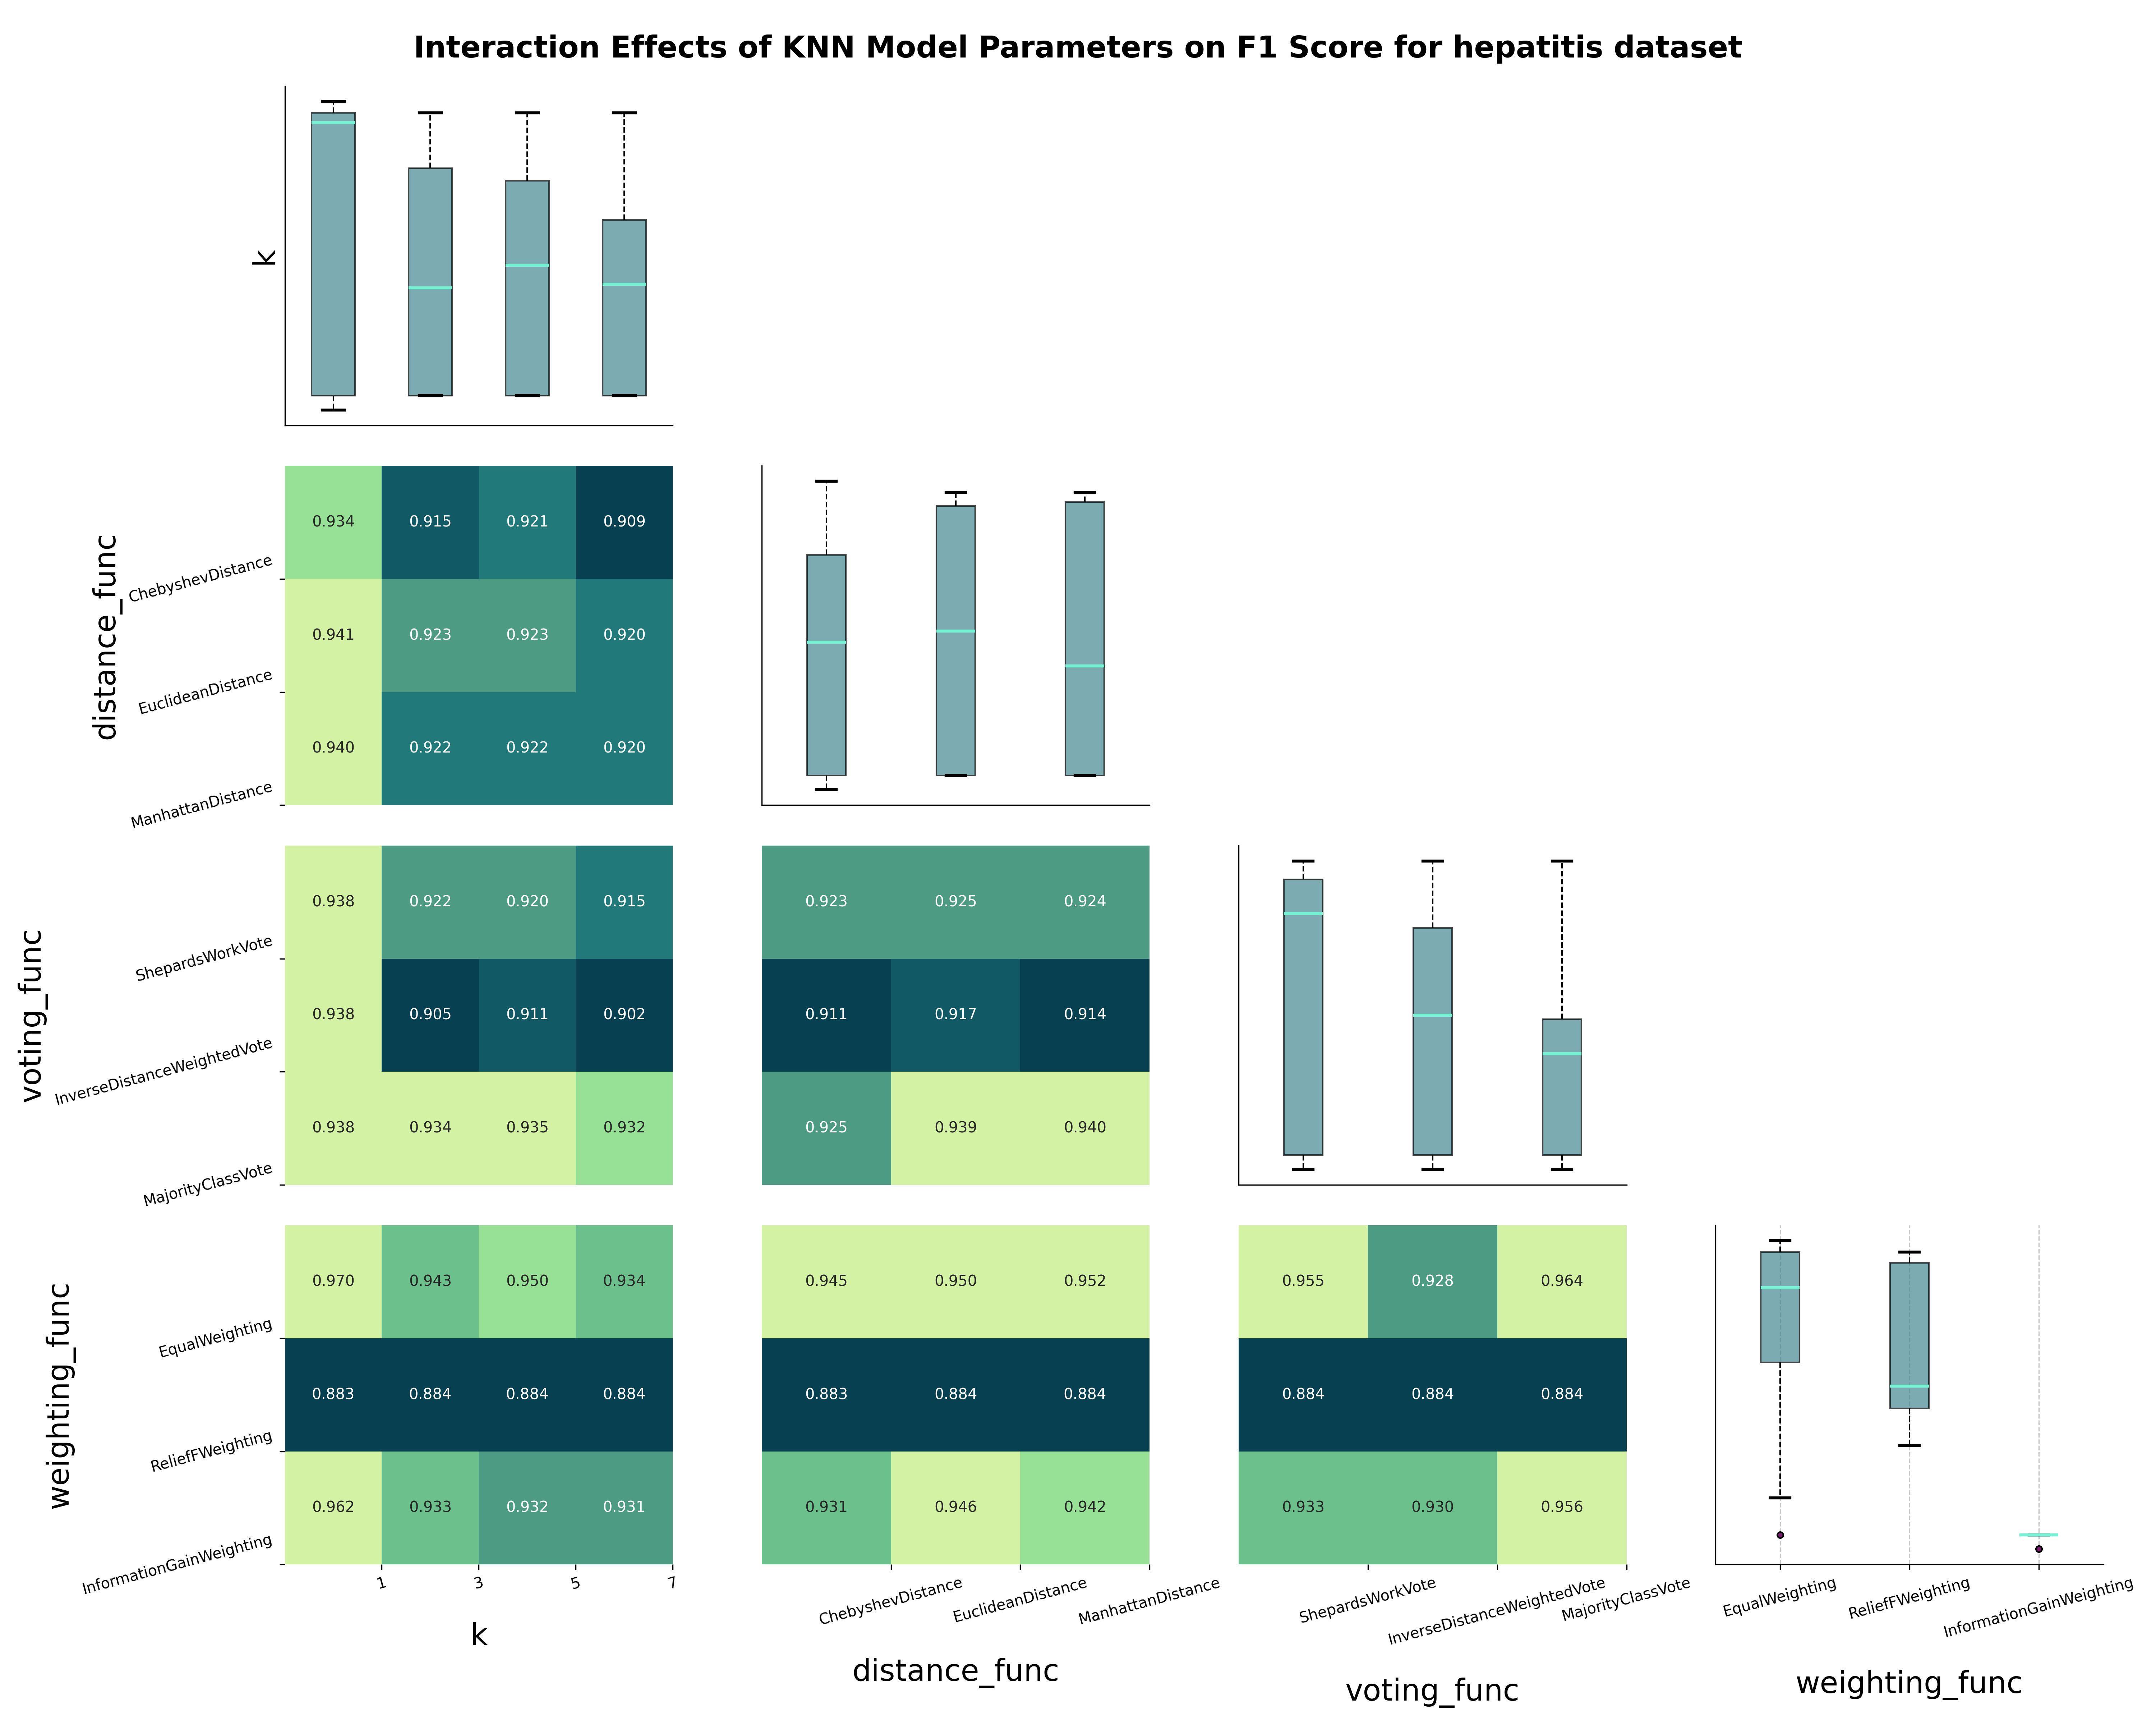 Interaction Effects of KNN Model Parameters on F1 Score for hepatitis dataset
k
distance_func
ChebyshevDistance
EuclideanDistance
ManhattanDistance
0.934 0.915 0.921 0.909
0.941 0.923 0.923 0.920
0.940 0.922 0.922 0.920
voting_func
ShepardsWorkVote
InverseDistanceWeightedVote
MajorityClassVote
0.938 0.922 0.920 0.915
0.938 0.905 0.911 0.902
0.938 0.934 0.935 0.932
0.923 0.925 0.924
0.911 0.917 0.914
0.925 0.939 0.940
weighting_func
EqualWeighting
ReliefFWeighting
InformationGainWeighting
0.970 0.943 0.950 0.934
0.883 0.884 0.884 0.884
0.962 0.933 0.932 0.931
1 3 5 7
k
0.945 0.950 0.952
0.883 0.884 0.884
0.931 0.946 0.942
ChebyshevDistance
EuclideanDistance
ManhattanDistance
distance_func
0.955 0.928 0.964
0.884 0.884 0.884
0.933 0.930 0.956
ShepardsWorkVote
InverseDistanceWeightedVote
MajorityClassVote
voting_func
EqualWeighting
ReliefFWeighting
InformationGainWeighting
weighting_func